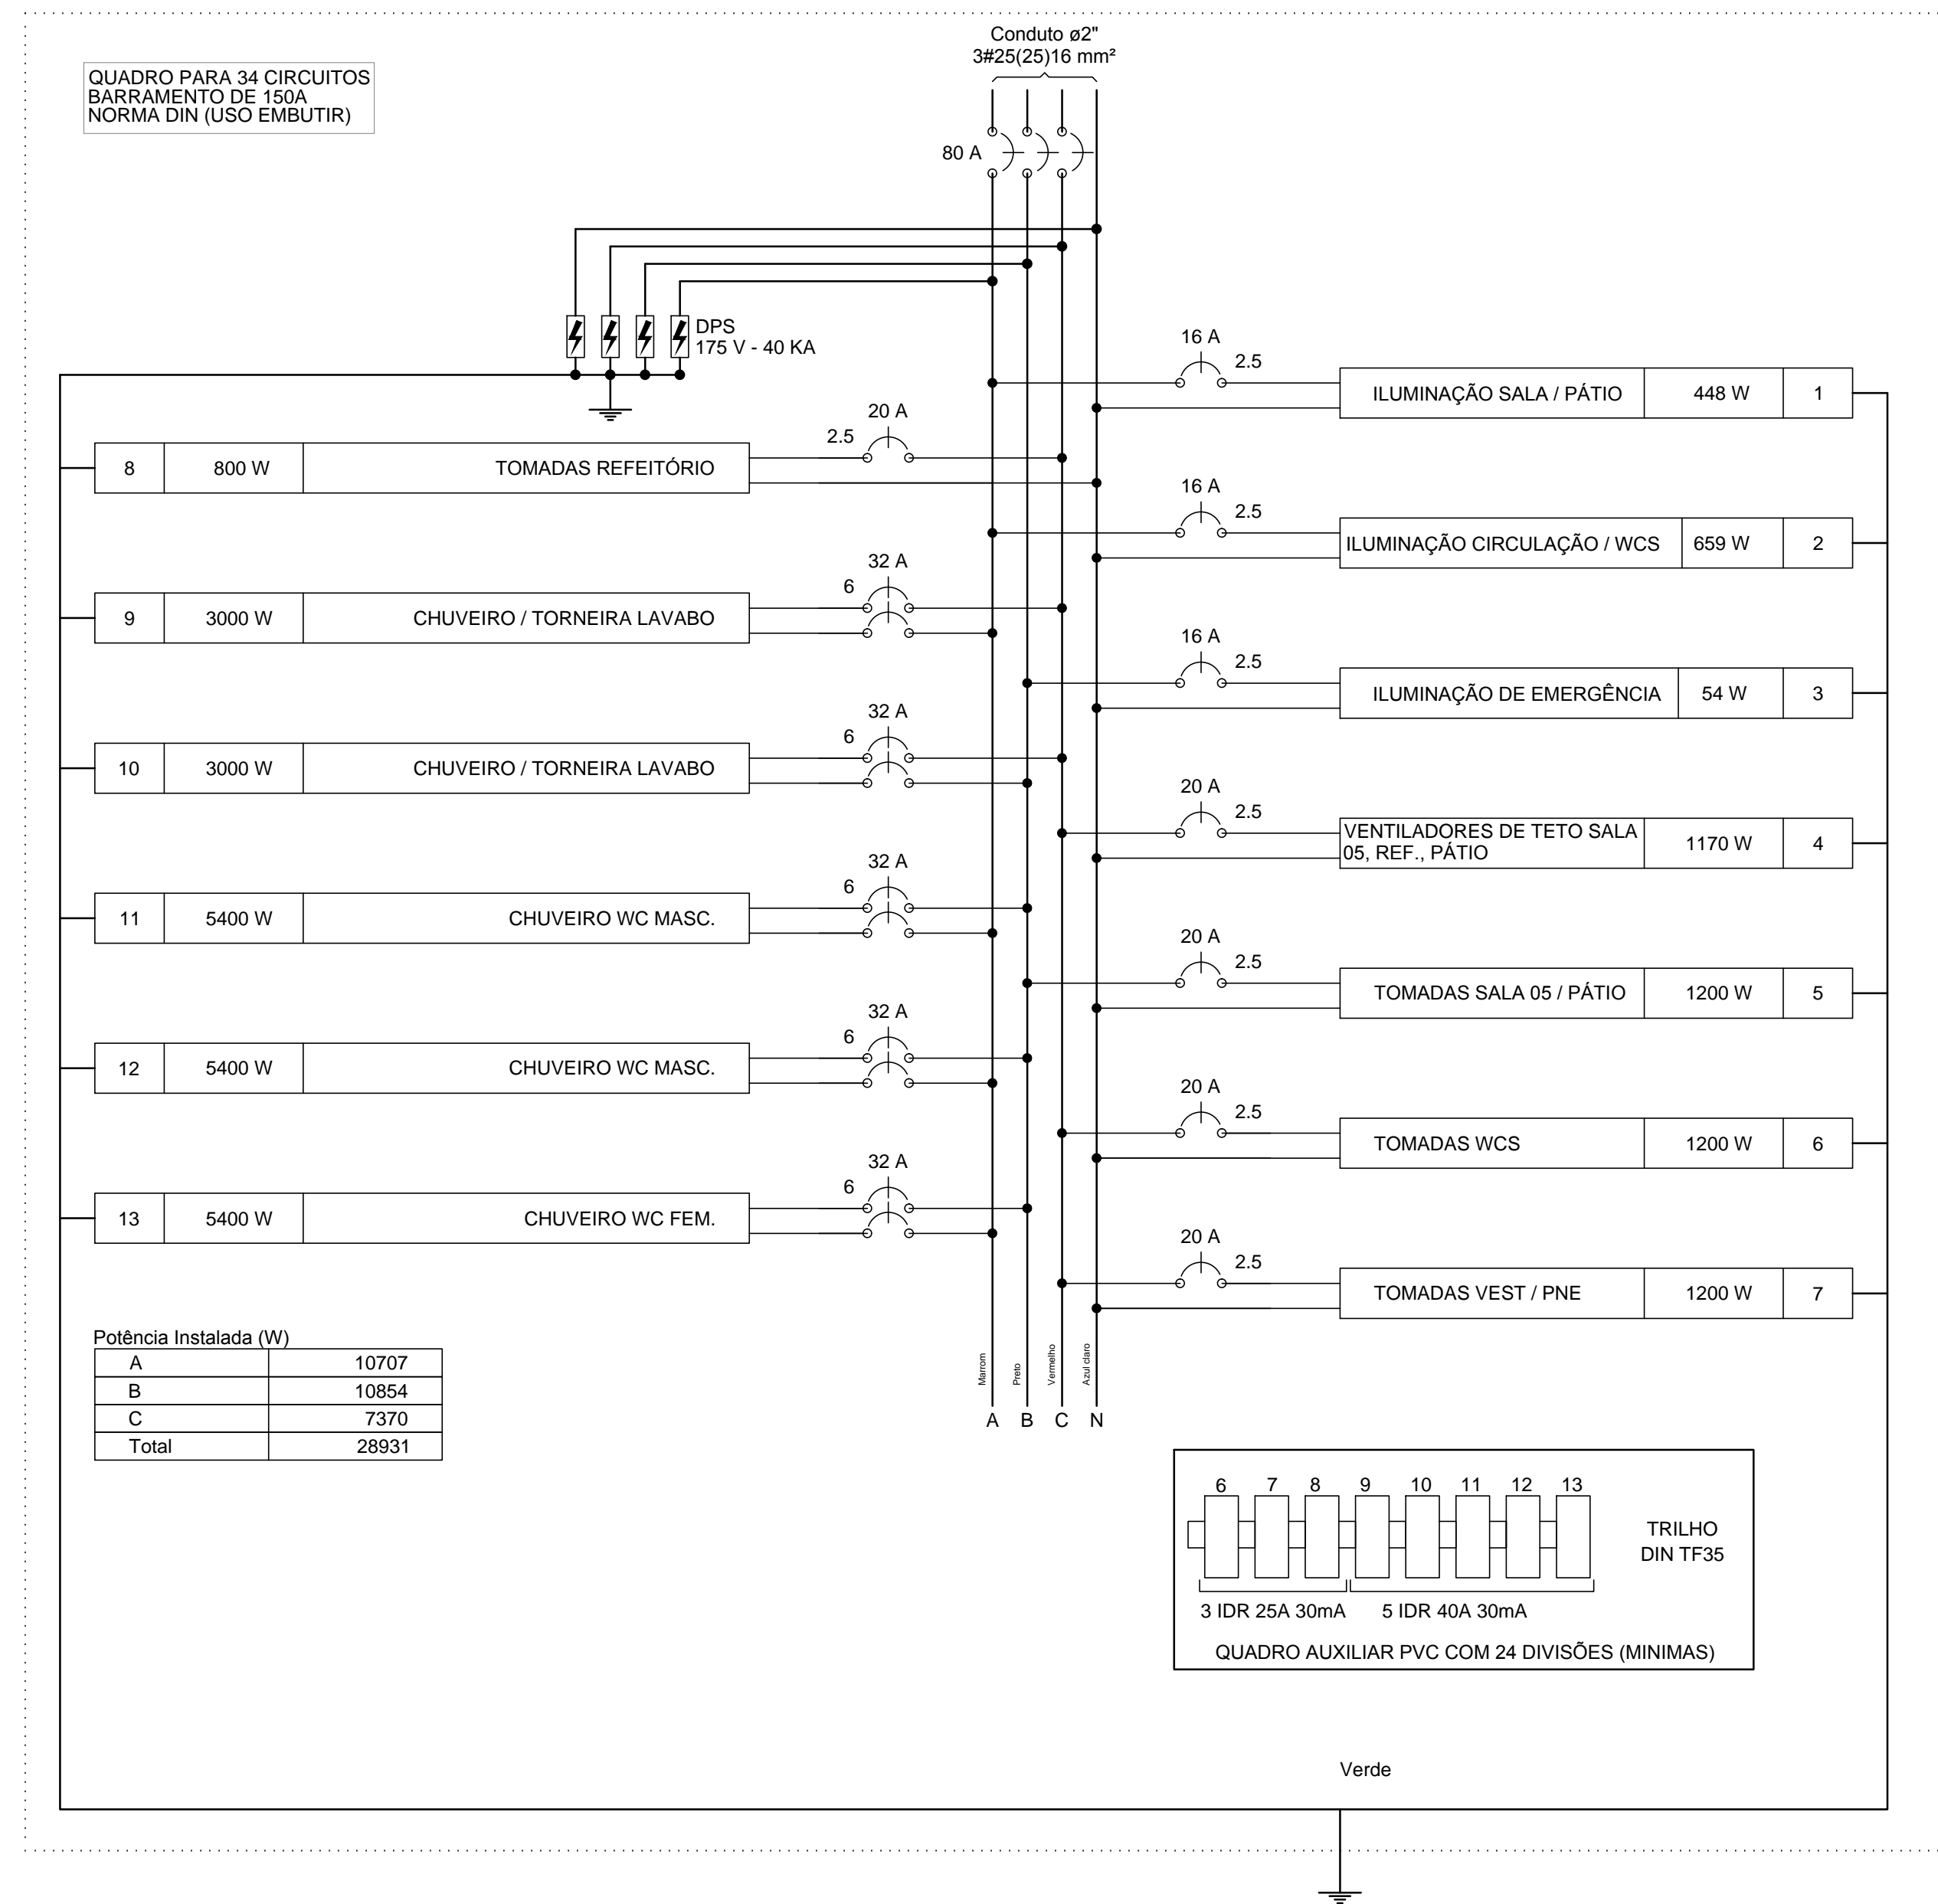 Conduto ø2"
3#25(25)16 mm²
QUADRO PARA 34 CIRCUITOS
BARRAMENTO DE 150A
NORMA DIN (USO EMBUTIR)
80 A
DPS
175 V - 40 KA
16 A
2.5
ILUMINAÇÃO SALA / PÁTIO 448 W 1
20 A
2.5
8 800 W TOMADAS REFEITÓRIO
16 A
2.5
ILUMINAÇÃO CIRCULAÇÃO / WCS 659 W 2
32 A
6
9 3000 W CHUVEIRO / TORNEIRA LAVABO
16 A
2.5
ILUMINAÇÃO DE EMERGÊNCIA 54 W 3
32 A
6
10 3000 W CHUVEIRO / TORNEIRA LAVABO
20 A
2.5
VENTILADORES DE TETO SALA
05, REF., PÁTIO
1170 W 4
32 A
6
11 5400 W CHUVEIRO WC MASC.
20 A
2.5
TOMADAS SALA 05 / PÁTIO 1200 W 5
32 A
6
12 5400 W CHUVEIRO WC MASC.
20 A
2.5
TOMADAS WCS 1200 W 6
32 A
6
13 5400 W CHUVEIRO WC FEM.
20 A
2.5
TOMADAS VEST / PNE 1200 W 7
Potência Instalada (W)
A 10707
B 10854
C 7370
Total 28931
Marrom
Preto
Vermelho
Azul claro
A B C N
6 7 8 9 10 11 12 13
TRILHO
DIN TF35
3 IDR 25A 30mA 5 IDR 40A 30mA
QUADRO AUXILIAR PVC COM 24 DIVISÕES (MINIMAS)
Verde